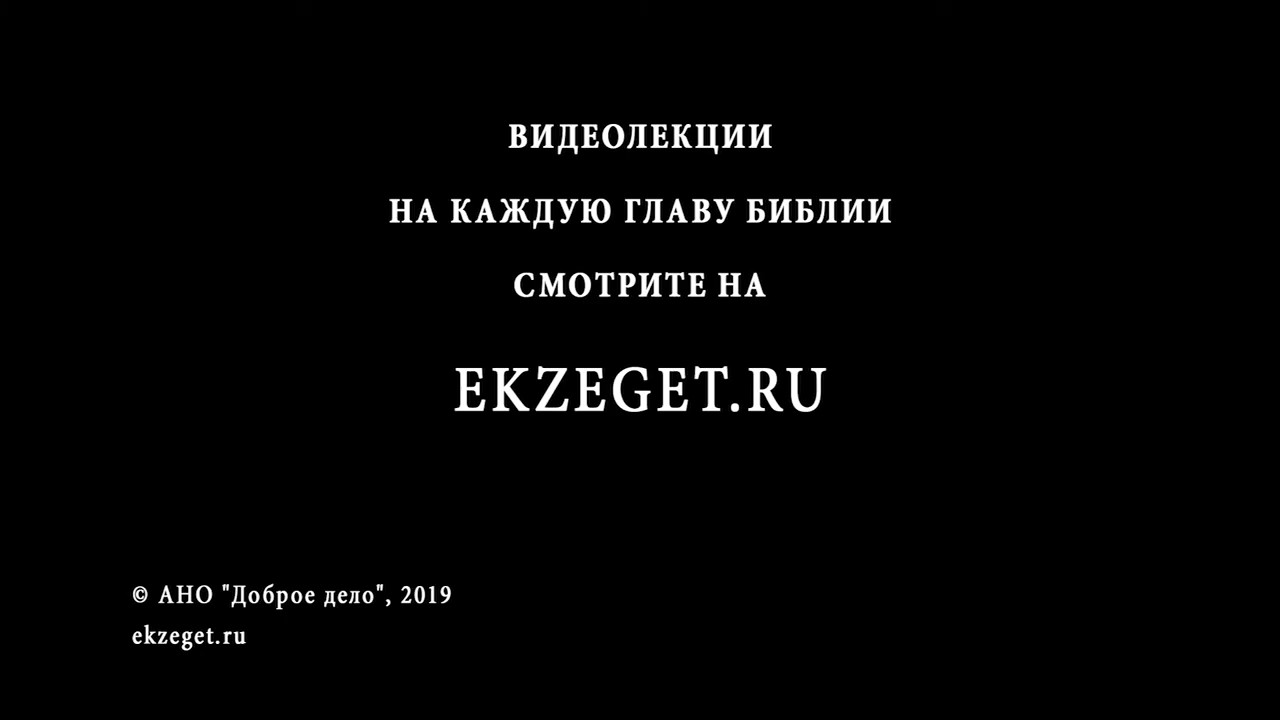 ВИДЕОЛЕКЦИИ
НА КАЖДУЮ ГЛАВУ БИБЛИИ
СМОТРИТЕ НА
EKZEGET.RU
© АНО "Доброе дело", 2019
ekzeget.ru